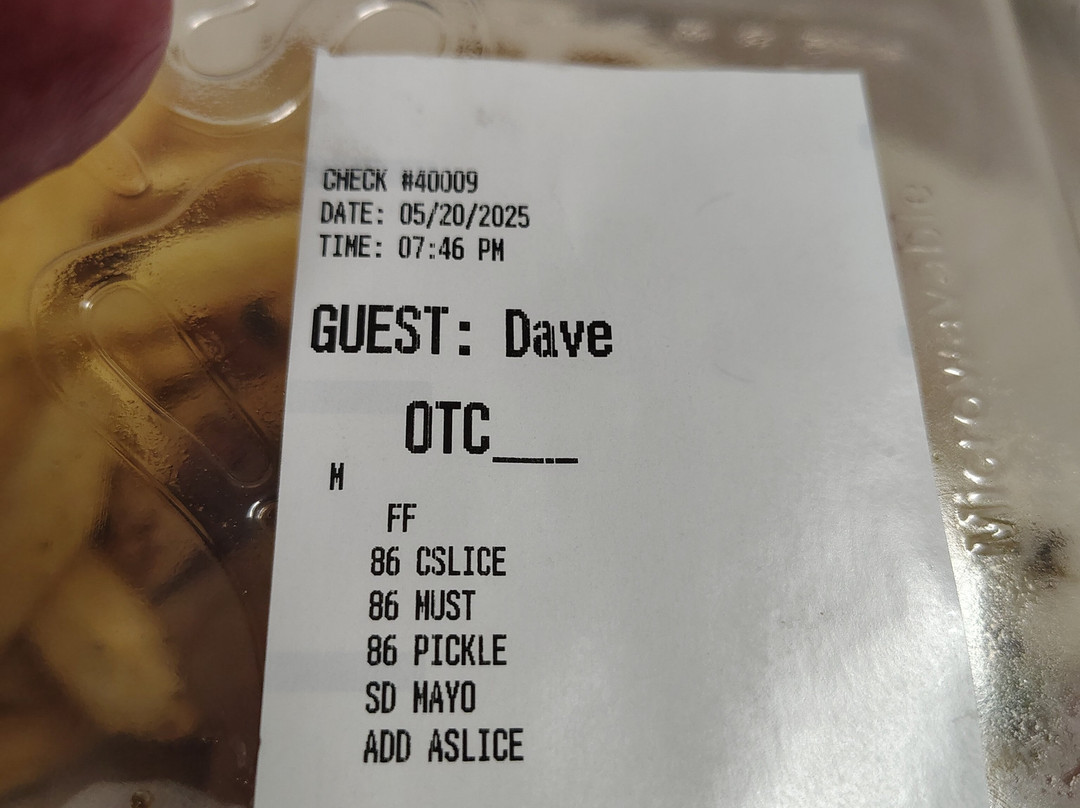 CHECK #40009
DATE: 05/20/2025
TIME: 07:46 PM
GUEST: Dave
OTC___
M
FF
86 CSLICE
86 MUST
86 PICKLE
SD MAYO
ADD ASLICE
Microwavable